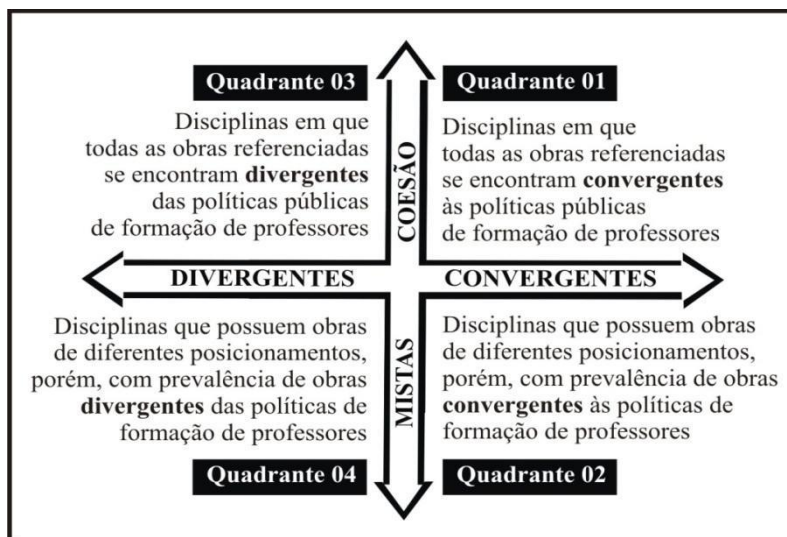 Quadrante 03
Disciplinas em que
todas as obras referenciadas
se encontram divergentes
das políticas públicas
de formação de professores
Quadrante 01
Disciplinas em que
todas as obras referenciadas
se encontram convergentes
às políticas públicas
de formação de professores
COESÃO
DIVERGENTES
CONVERGENTES
MISTAS
Disciplinas que possuem obras
de diferentes posicionamentos,
porém, com prevalência de obras
divergentes das políticas de
formação de professores
Quadrante 04
Disciplinas que possuem obras
de diferentes posicionamentos,
porém, com prevalência de obras
convergentes às políticas de
formação de professores
Quadrante 02